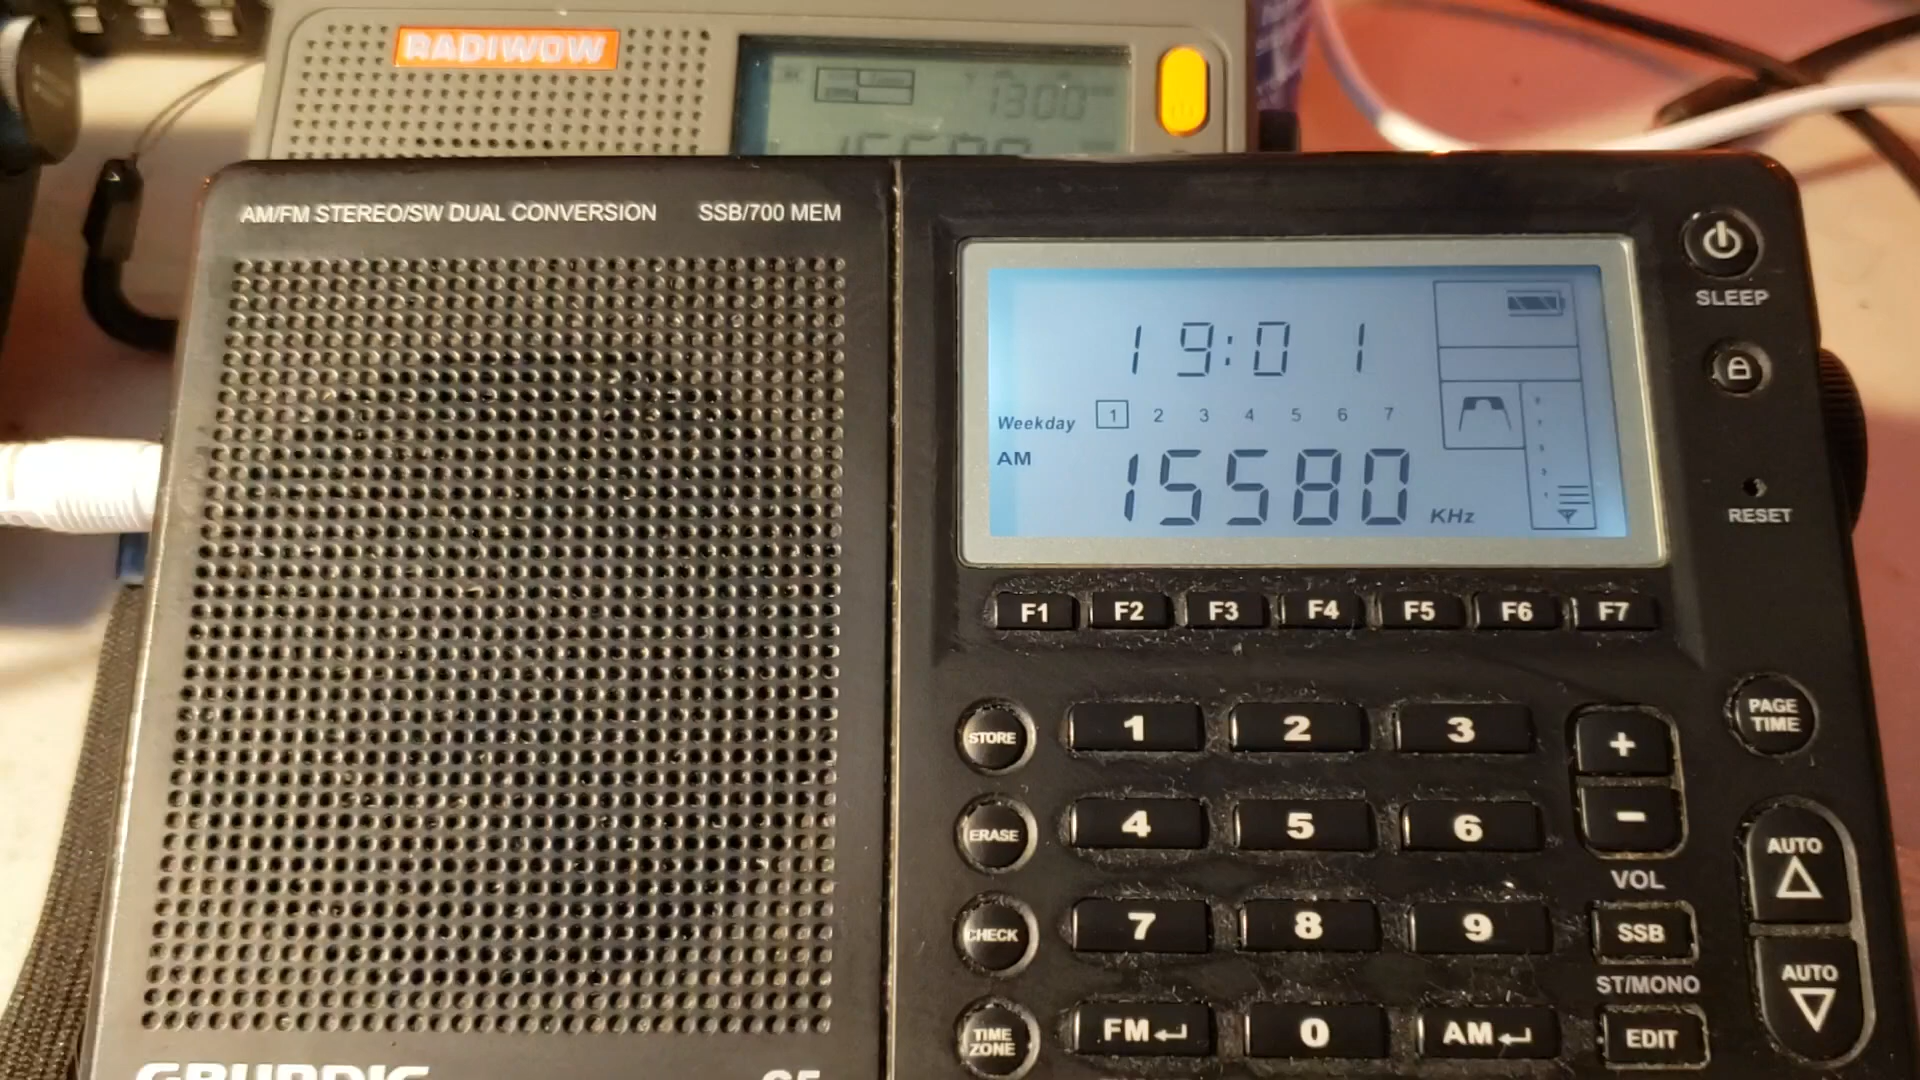 RADIWOW
1300
AM/FM STEREO/SW DUAL CONVERSION SSB/700 MEM
SLEEP
19:01
Weekday 1 2 3 4 5 6 7
AM
15580 KHz
RESET
F1 F2 F3 F4 F5 F6 F7
STORE 1 2 3 +
PAGE TIME
ERASE 4 5 6 -
VOL
AUTO
CHECK 7 8 9 SSB
ST/MONO
AUTO
TIME ZONE FM 0 AM EDIT
GRUNDIG G5